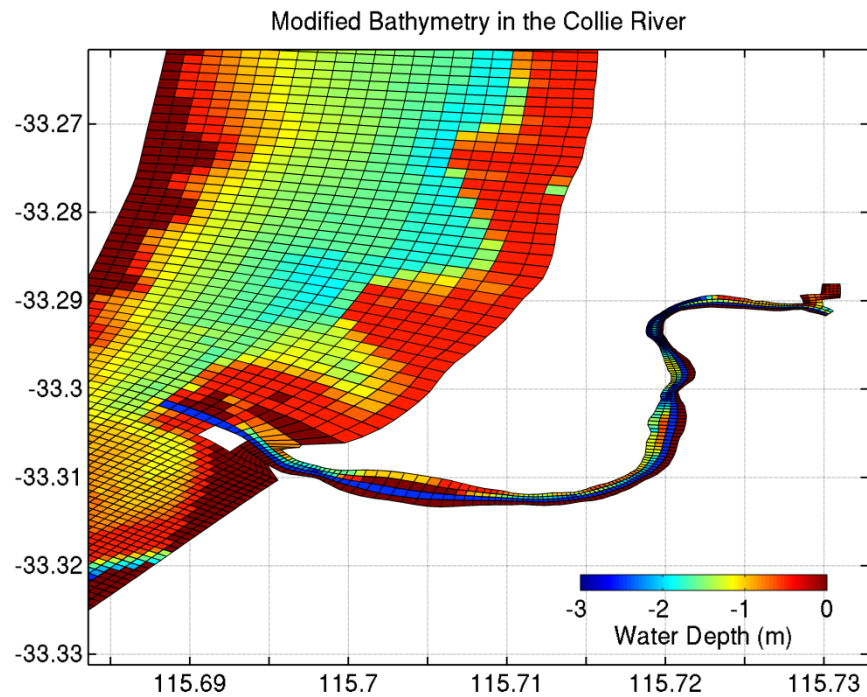 Modified Bathymetry in the Collie River
-33.27
-33.28
-33.29
-33.3
-33.31
-33.32
-33.33
-3 -2 -1 0
Water Depth (m)
115.69 115.7 115.71 115.72 115.73